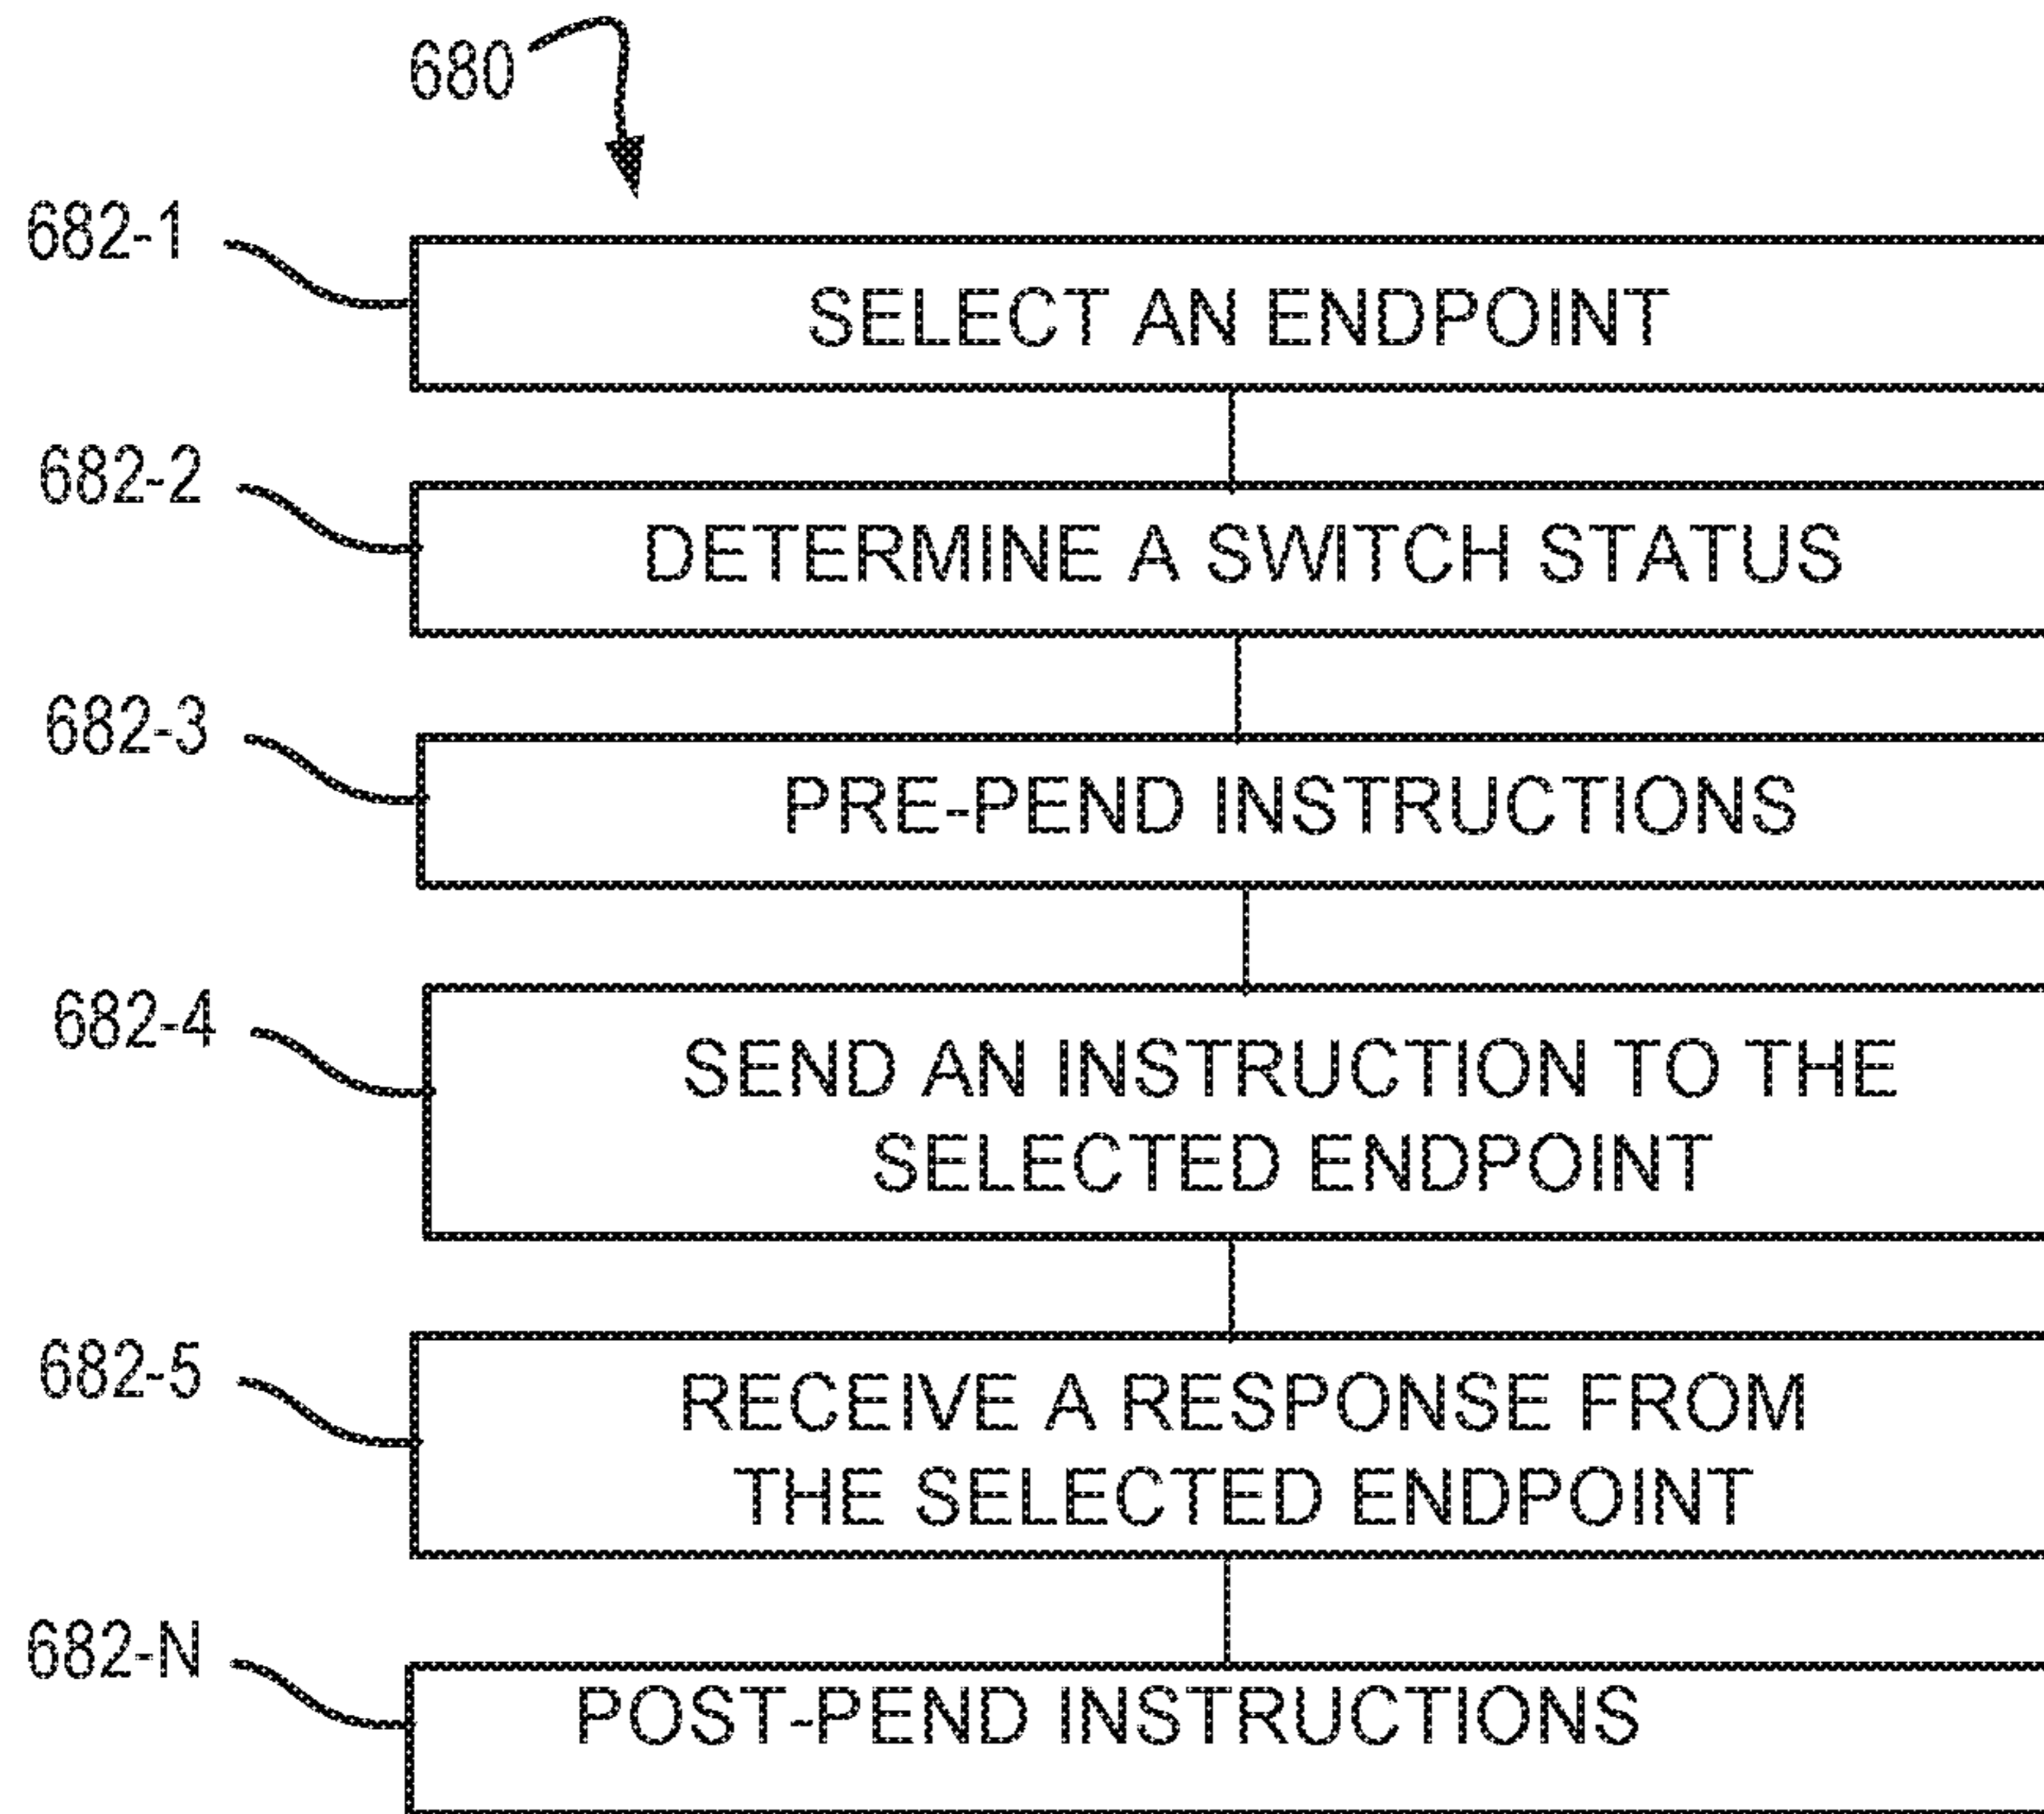 680
682-1
SELECT AN ENDPOINT
682-2
DETERMINE A SWITCH STATUS
682-3
PRE-PEND INSTRUCTIONS
682-4
SEND AN INSTRUCTION TO THE
SELECTED ENDPOINT
682-5
RECEIVE A RESPONSE FROM
THE SELECTED ENDPOINT
682-N
POST-PEND INSTRUCTIONS